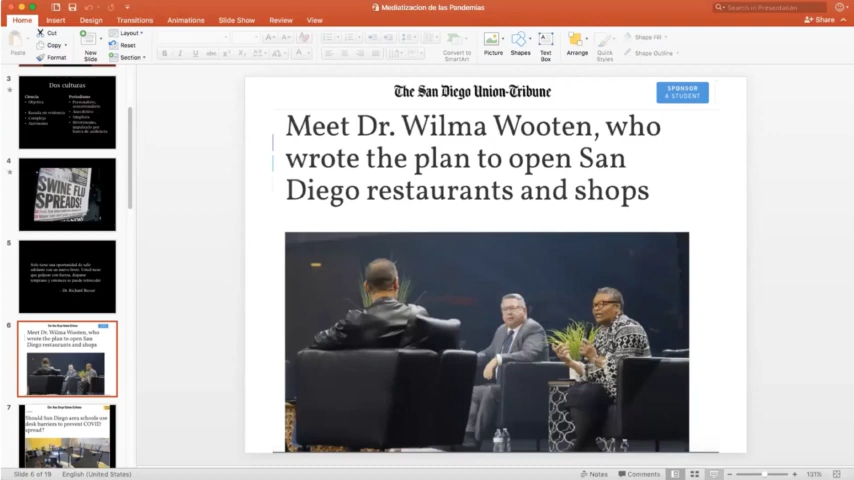 Mediatizacion de las Pandemias
Search in Presentation
Home Insert Design Transitions Animations Slide Show Review View
Share
Paste
Cut
Copy
Format
New
Slide
Layout
Reset
Section
Convert to
SmartArt
Picture
Shapes
Text
Box
Arrange
Quick
Styles
Shape Fill
Shape Outline
3
Dos culturas
Ciencia
Periodismo
4
SWINE FLU
SPREADS!
5
- Dr. Richard Besser
6
Meet Dr. Wilma Wooten, who
wrote the plan to open San
Diego restaurants and shops
7
Should San Diego area schools use
desk barriers to prevent COVID
spread?
The San Diego Union-Tribune
SPONSOR
A STUDENT
Meet Dr. Wilma Wooten, who
wrote the plan to open San
Diego restaurants and shops
Slide 6 of 19 English (United States)
Notes
Comments
131%